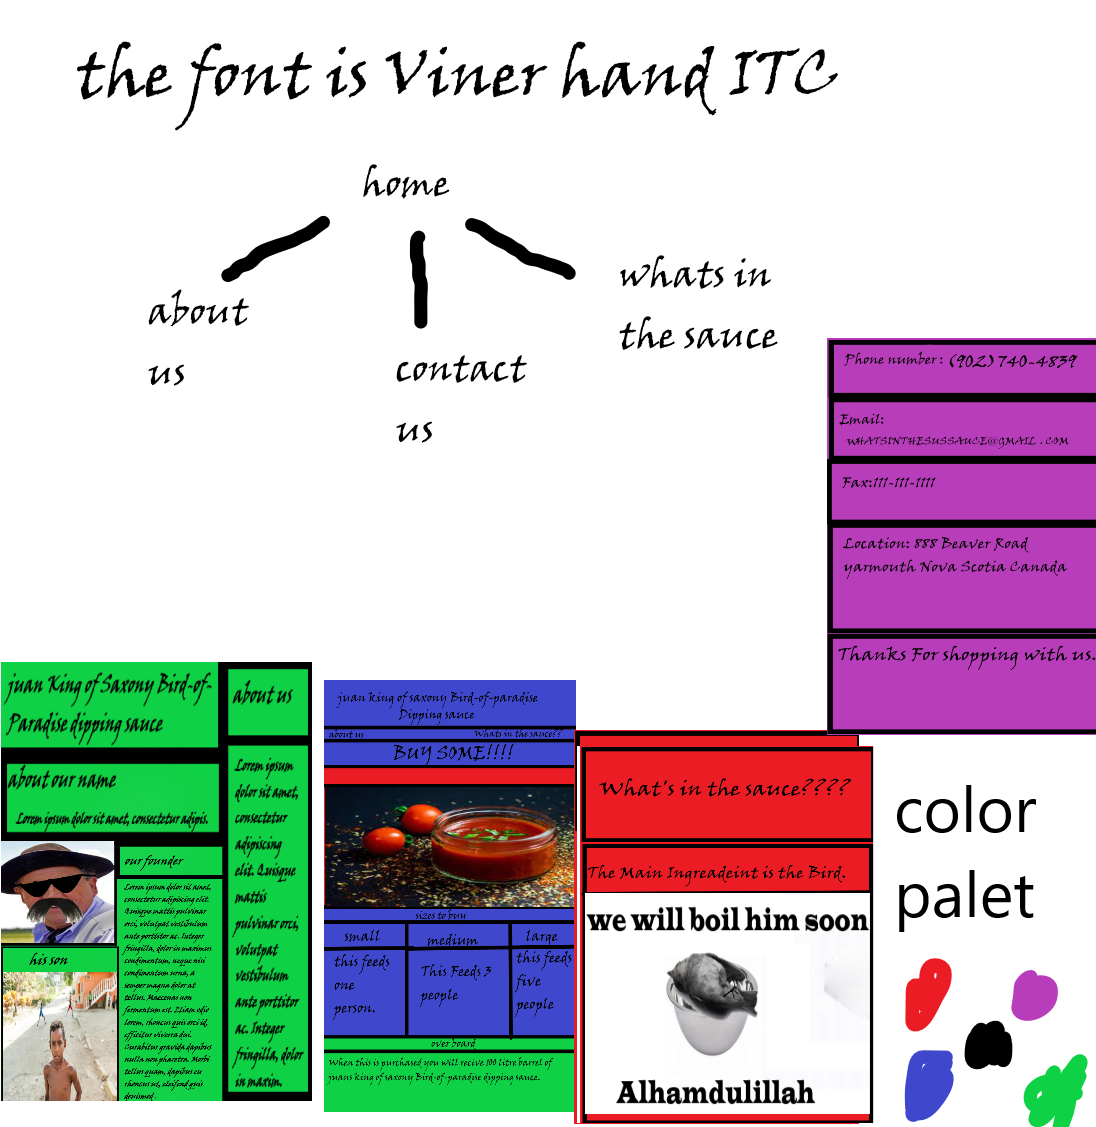 the font is Viner hand ITC
home
about
us
contact
us
whats in
the sauce
Phone number : (902) 740-4839
Email:
WHATSINTHESUSSAUCE@GMAIL . COM
Fax:111-111-1111
Location: 888 Beaver Road
yarmouth Nova Scotia Canada
Thanks For shopping with us.
juan King of Saxony Bird-of-
Paradise dipping sauce
about our name
Lorem ipsum dolor sit amet, consectetur adipis.
our founder
Lorem ipsum dolor sit amet,
consectetur adipiscing elit.
Quisque mattis pulvinar
orci, volutpat vestibulum
ante porttitor ac. Integer
fringilla, dolor in maximus
condimentum, neque nisi
condimentum urna, a
semper magna dolor at
tellus. Maecenas non
fermentum est. Etiam odio
lorem, rhoncus quis orci id,
efficitur viverra dui.
Curabitur gravida dapibus
nulla non pharetra. Morbi
tellus quam, dapibus eu
rhoncus ut, eleifend quis
his son
about us
Lorem ipsum
dolor sit amet,
consectetur
adipiscing
elit. Quisque
mattis
pulvinar orci,
volutpat
vestibulum
ante porttitor
ac. Integer
fringilla, dolor
in maxim.
juan king of saxony Bird-of-paradise
Dipping sauce
about us
Whats in the sauce??
BUY SOME!!!!
sizes to buy
small
medium
large
this feeds
one
person.
This Feeds 3
people
this feeds
five
people
over board
When this is purchased you will recive 100 litre barrel of
juans king of saxony Bird-of-paradise dipping sauce.
What's in the sauce????
The Main Ingreadeint is the Bird.
we will boil him soon
Alhamdulillah
color
palet